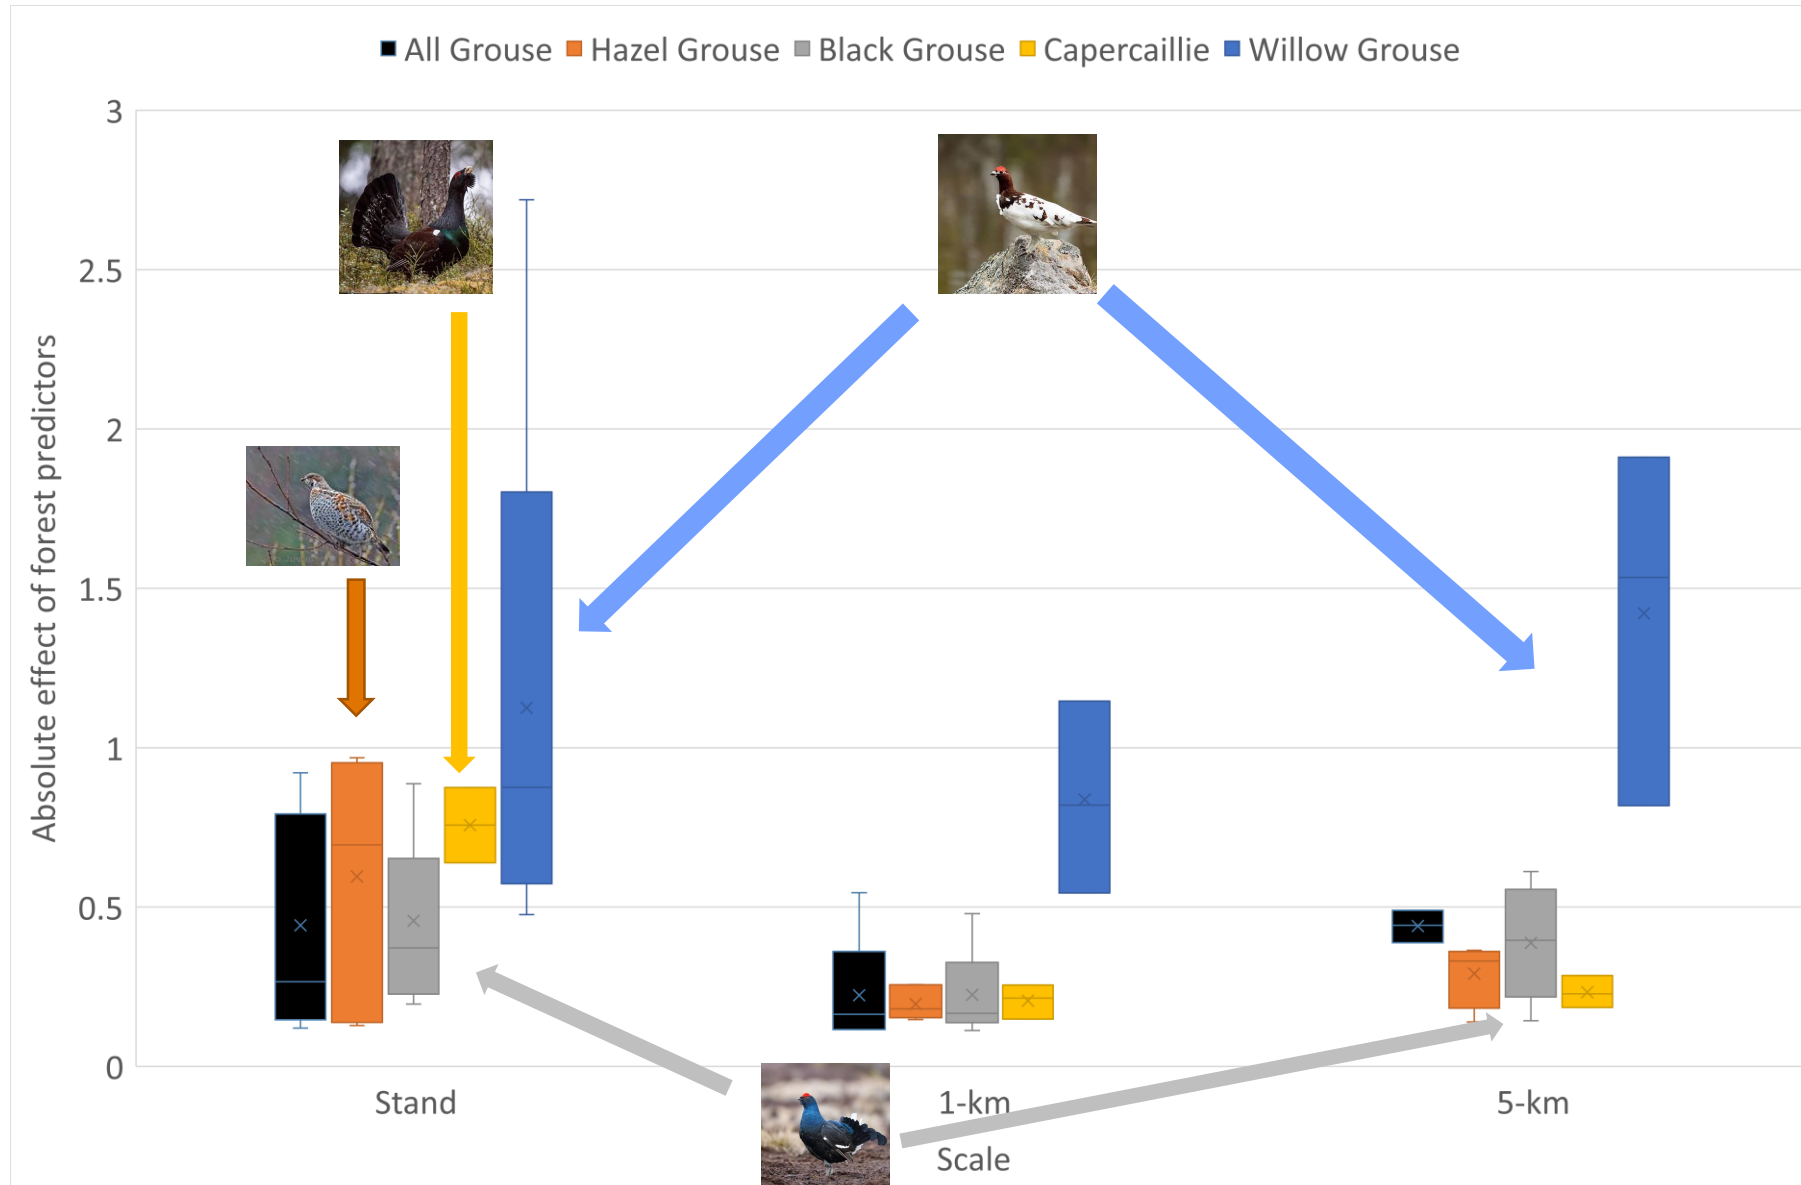 All Grouse Hazel Grouse Black Grouse Capercaillie Willow Grouse
3
2.5
2
1.5
1
0.5
0
Absolute effect of forest predictors
Stand 1-km 5-km
Scale